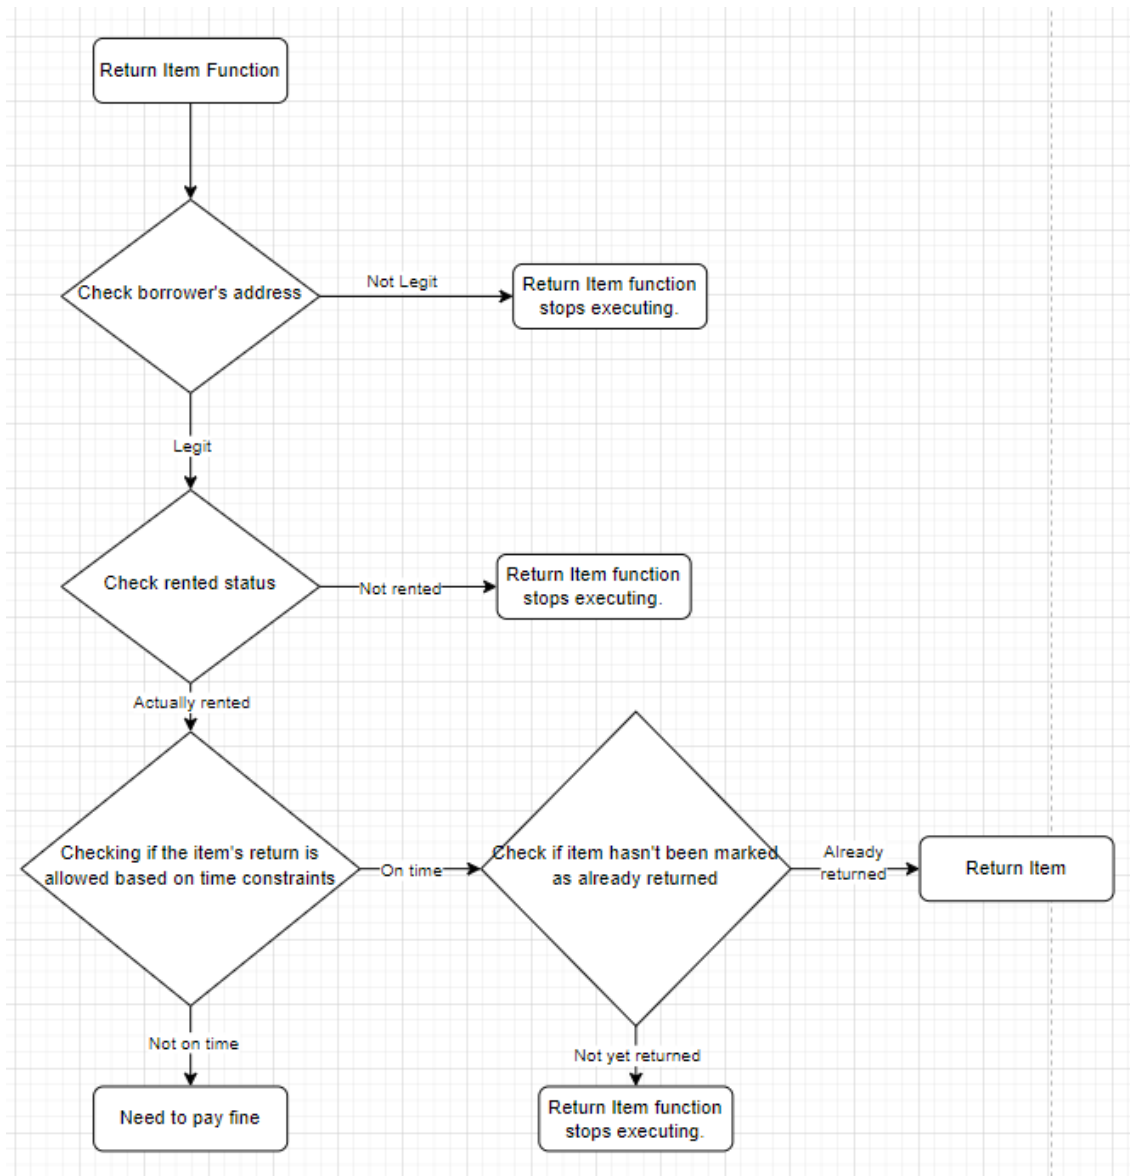 Return Item Function
Check borrower's address
Not Legit
Return Item function
stops executing.
Legit
Check rented status
Not rented
Return Item function
stops executing.
Actually rented
Checking if the item's return is
allowed based on time constraints
On time
Check if item hasn't been marked
as already returned
Already
returned
Return Item
Not on time
Need to pay fine
Not yet returned
Return Item function
stops executing.